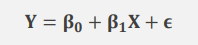 Y = β₀ + β₁X + ϵ